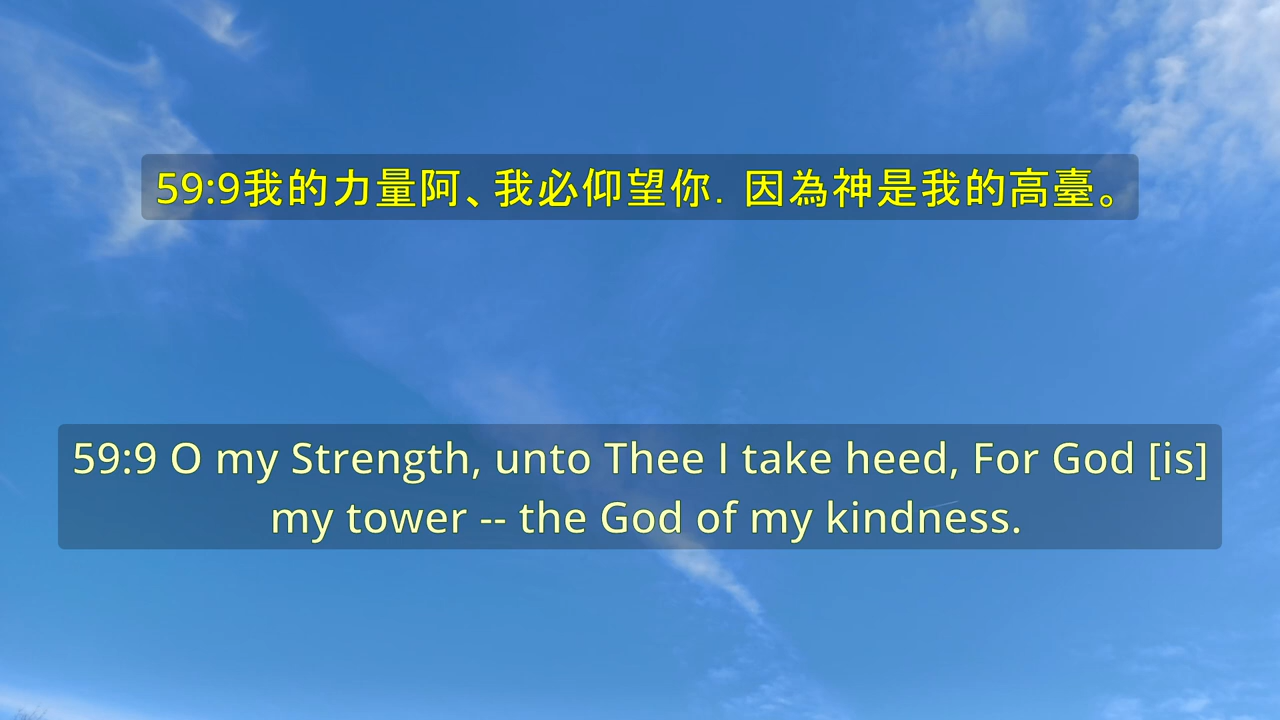 59:9我的力量阿、我必仰望你．因為神是我的高臺。
59:9 O my Strength, unto Thee I take heed, For God [is]
my tower -- the God of my kindness.